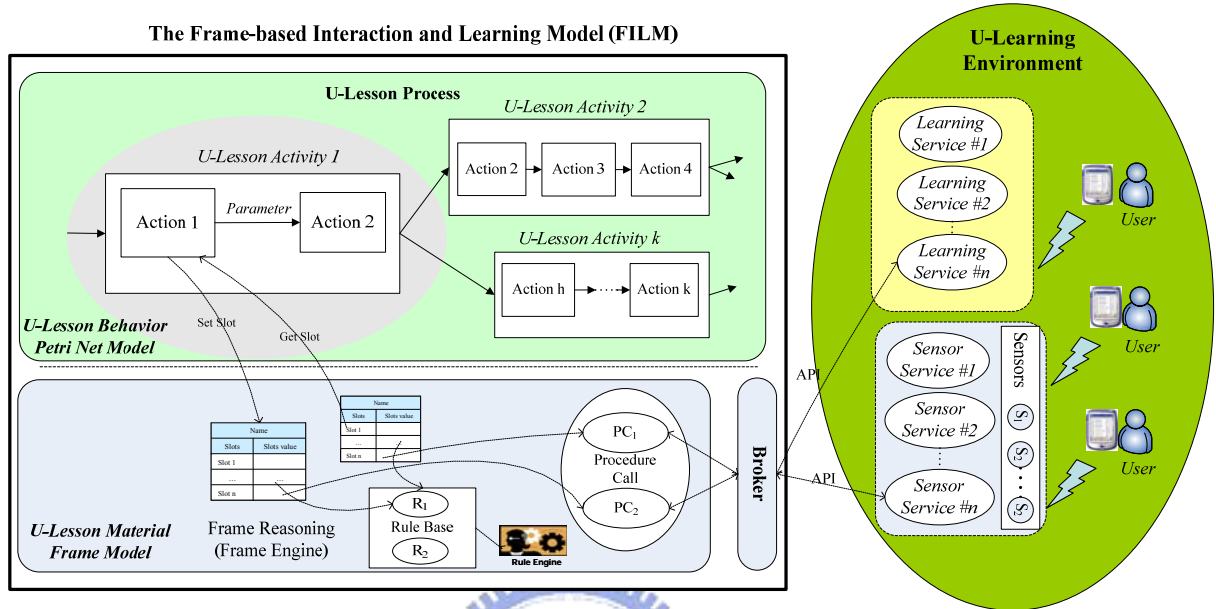 The Frame-based Interaction and Learning Model (FILM)
U-Lesson Process
U-Lesson Activity 1
Action 1
Parameter
Action 2
U-Lesson Activity 2
Action 2
Action 3
Action 4
U-Lesson Activity k
Action h
Action k
U-Lesson Behavior
Petri Net Model
Set Slot
Get Slot
Name
Slots
Slots value
Slot 1
...
...
Slot n
Name
Slots
Slots value
Slot 1
...
...
Slot n
Frame Reasoning
(Frame Engine)
U-Lesson Material
Frame Model
R1
Rule Base
R2
Rule Engine
PC1
Procedure
Call
PC2
Broker
API
API
U-Learning
Environment
Learning
Service #1
Learning
Service #2
Learning
Service #n
Sensor
Service #1
Sensor
Service #2
Sensor
Service #n
Sensors
S1
S2
S2
User
User
User